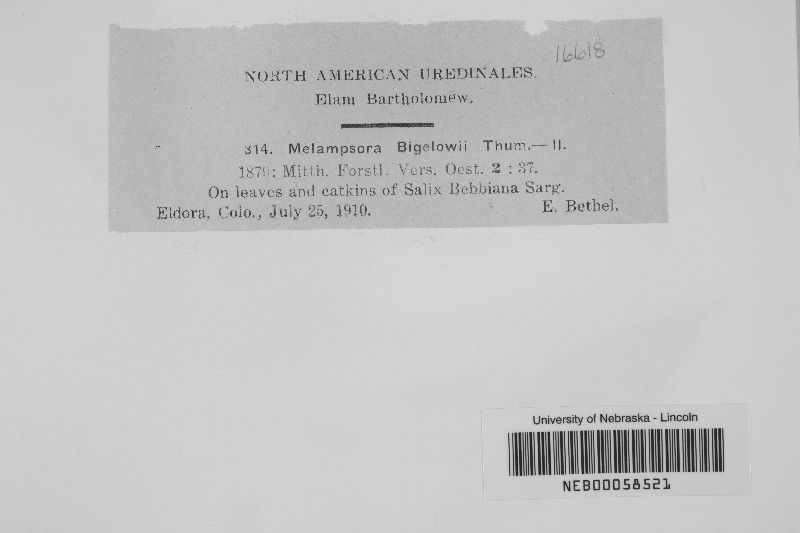 16618
NORTH AMERICAN UREDINALES.
Elam Bartholomew.
314. Melampsora Bigelowii Thum.—II.
1879: Mitth. Forstl. Vers. Oest. 2 : 37.
On leaves and catkins of Salix Bebbiana Sarg.
Eldora, Colo., July 25, 1910. E. Bethel.
University of Nebraska - Lincoln
NEB00058521